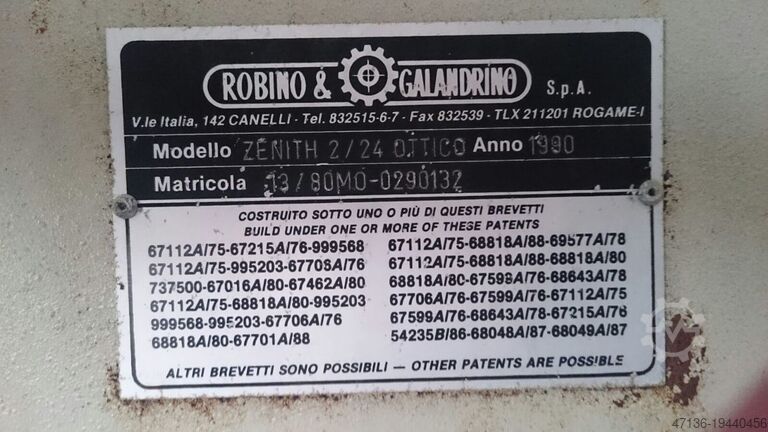 ROBINO & GALANDRINO S.p.A.
V.le Italia, 142 CANELLI - Tel. 832515-6-7 - Fax 832539 - TLX 211201 ROGAME-I
Modello ZENITH 2/24 OTTICO Anno 1990
Matricola 13/80MO-0290132
COSTRUITO SOTTO UNO O PIÙ DI QUESTI BREVETTI
BUILD UNDER ONE OR MORE OF THESE PATENTS
67112A/75-67215A/76-999568
67112A/75-995203-67706A/76
737500-67016A/80-67462A/80
67112A/75-68818A/80-995203
999568-995203-67706A/76
68818A/80-67701A/88
67112A/75-68818A/88-69577A/78
67112A/75-68818A/88-68818A/80
68818A/80-67599A/76-68643A/78
67706A/76-67599A/76-67112A/75
67599A/76-68643A/78-67215A/76
54235B/86-68048A/87-68049A/87
ALTRI BREVETTI SONO POSSIBILI — OTHER PATENTS ARE POSSIBLE
47136-19440456